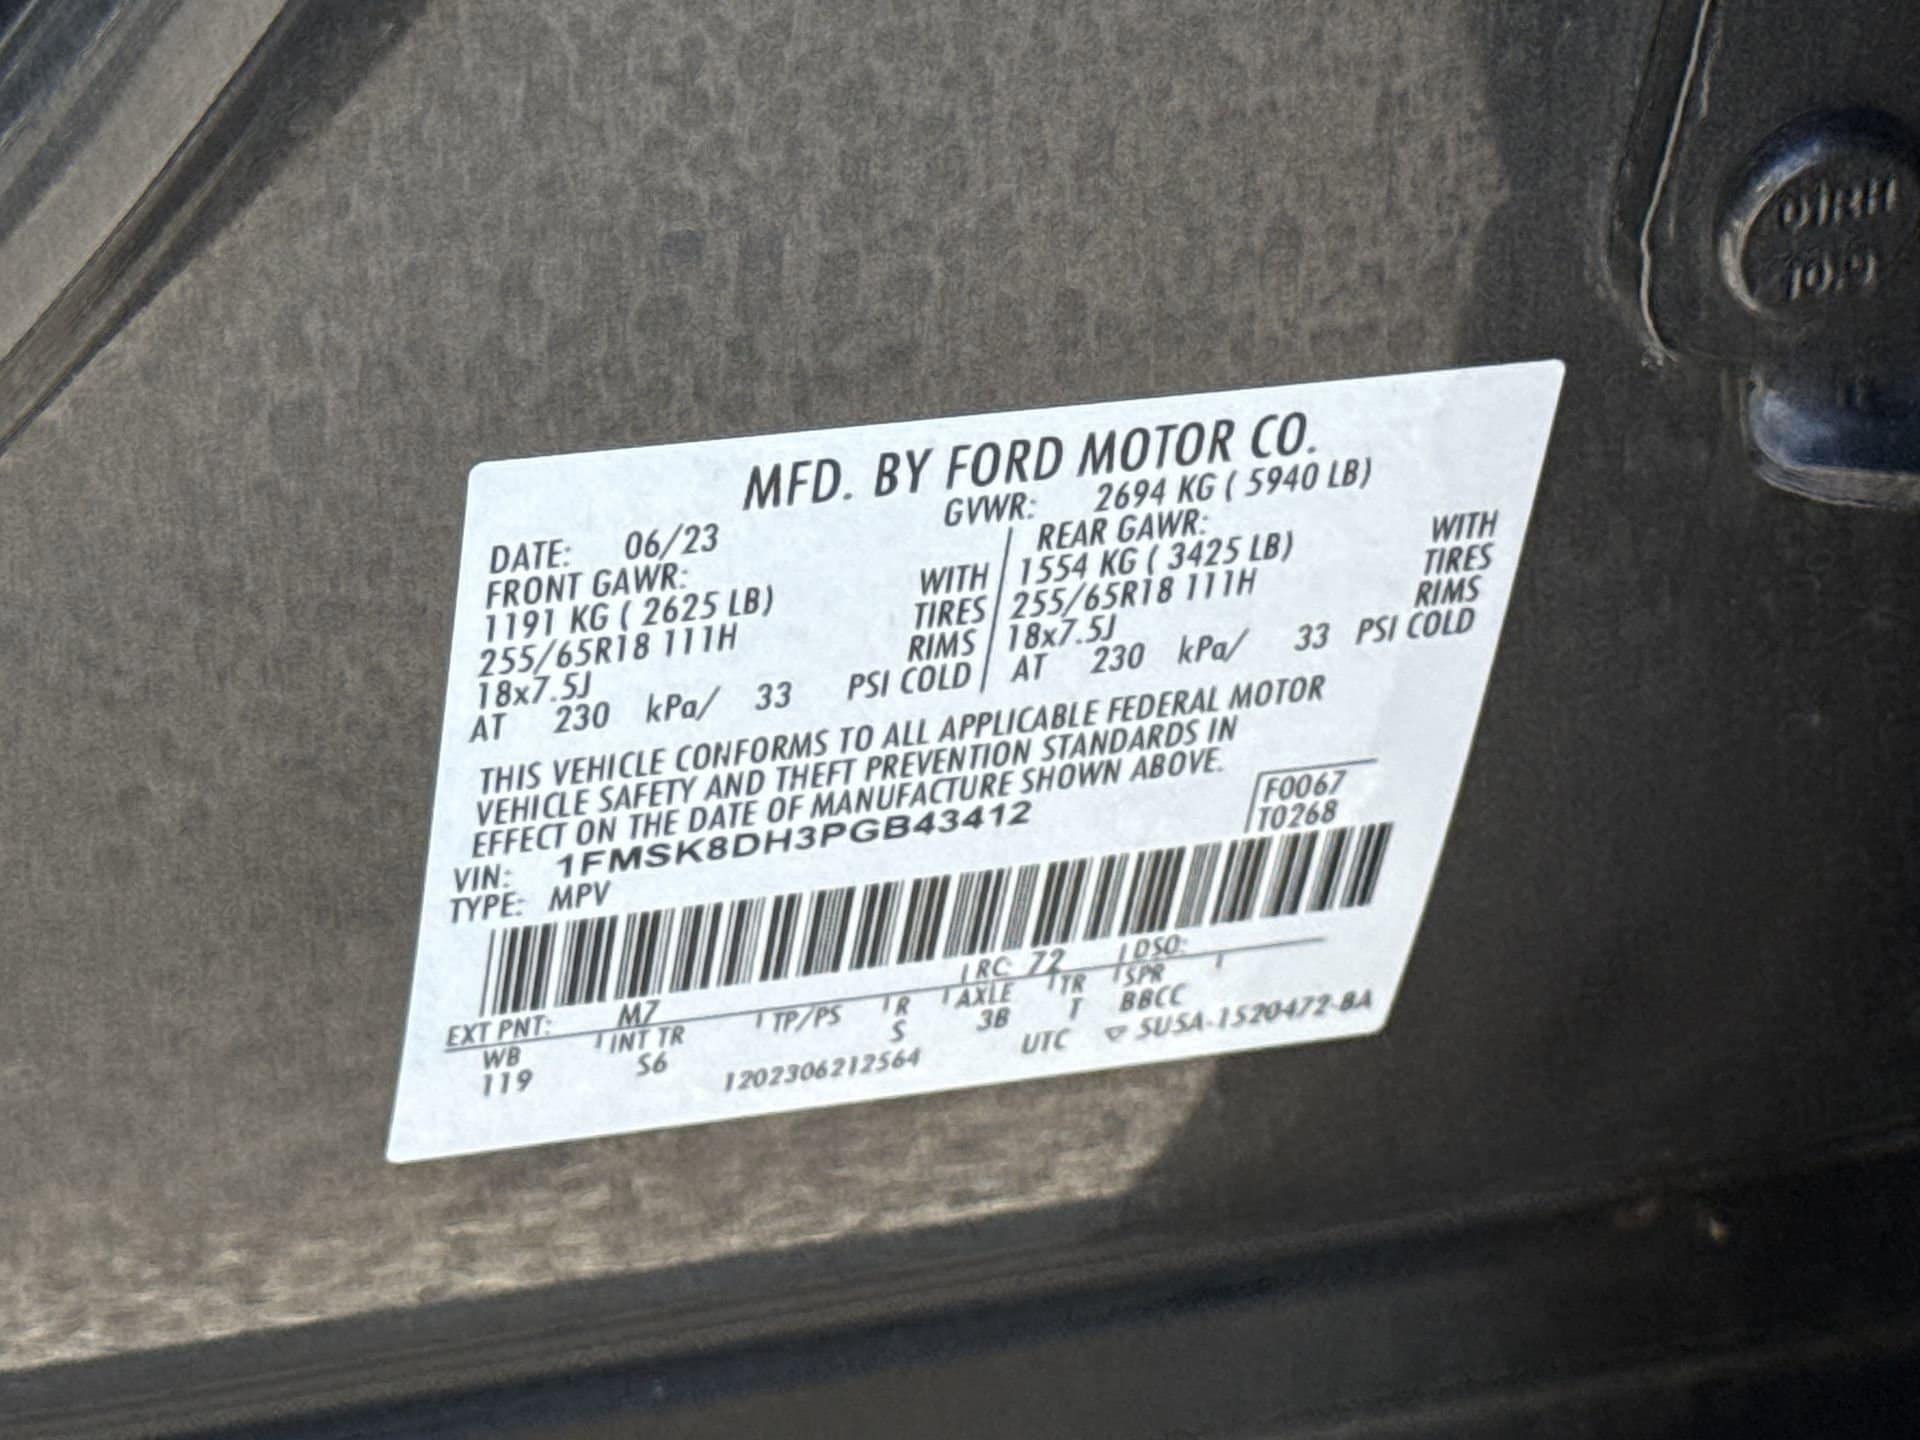 MFD. BY FORD MOTOR CO.
DATE: 06/23 GVWR: 2694 KG ( 5940 LB)
FRONT GAWR: WITH
1191 KG ( 2625 LB) TIRES
255/65R18 111H RIMS
18x7.5J
AT 230 kPa/ 33 PSI COLD
REAR GAWR: WITH
1554 KG ( 3425 LB) TIRES
255/65R18 111H RIMS
18x7.5J
AT 230 kPa/ 33 PSI COLD
THIS VEHICLE CONFORMS TO ALL APPLICABLE FEDERAL MOTOR
VEHICLE SAFETY AND THEFT PREVENTION STANDARDS IN
EFFECT ON THE DATE OF MANUFACTURE SHOWN ABOVE.
F0067
T0268
VIN: 1FMSK8DH3PGB43412
TYPE: MPV
EXT PNT: M7 RC: 72 DSO:
WB INT TR TP/PS R AXLE TR SPR
119 S6 S 3B T BBCC
1202306212564 UTC ▽ 5U5A-1520472-BA